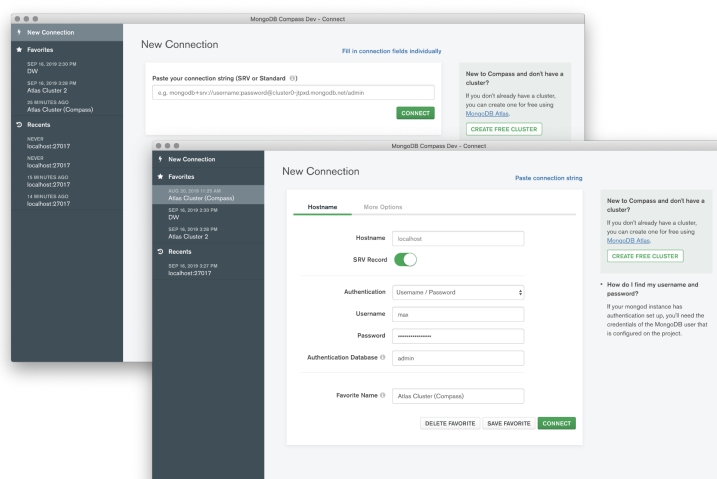 MongoDB Compass Dev - Connect
New Connection
Favorites
SEP 16, 2019 2:30 PM
DW
SEP 16, 2019 3:28 PM
Atlas Cluster 2
35 MINUTES AGO
Atlas Cluster (Compass)
Recents
NEVER
localhost:27017
NEVER
localhost:27017
15 MINUTES AGO
localhost:27017
14 MINUTES AGO
localhost:27017
New Connection
Fill in connection fields individually
Paste your connection string (SRV or Standard )
e.g. mongodb+srv://username:password@cluster0-jtpxd.mongodb.net/admin
CONNECT
New to Compass and don't have a
cluster?
If you don't already have a cluster,
you can create one for free using
MongoDB Atlas.
CREATE FREE CLUSTER
MongoDB Compass Dev - Connect
New Connection
Favorites
AUG 30, 2019 11:33 AM
Atlas Cluster (Compass)
SEP 16, 2019 2:30 PM
DW
SEP 16, 2019 3:28 PM
Atlas Cluster 2
Recents
SEP 16, 2019 3:27 PM
localhost:27017
New Connection
Paste connection string
Hostname More Options
Hostname localhost
SRV Record
Authentication Username / Password
Username max
Password ****************
Authentication Database admin
Favorite Name Atlas Cluster (Compass)
DELETE FAVORITE SAVE FAVORITE CONNECT
New to Compass and don't have a
cluster?
If you don't already have a cluster,
you can create one for free using
MongoDB Atlas.
CREATE FREE CLUSTER
How do I find my username and
password?
If your mongod instance has
authentication set up, you'll need the
credentials of the MongoDB user that
is configured on the project.